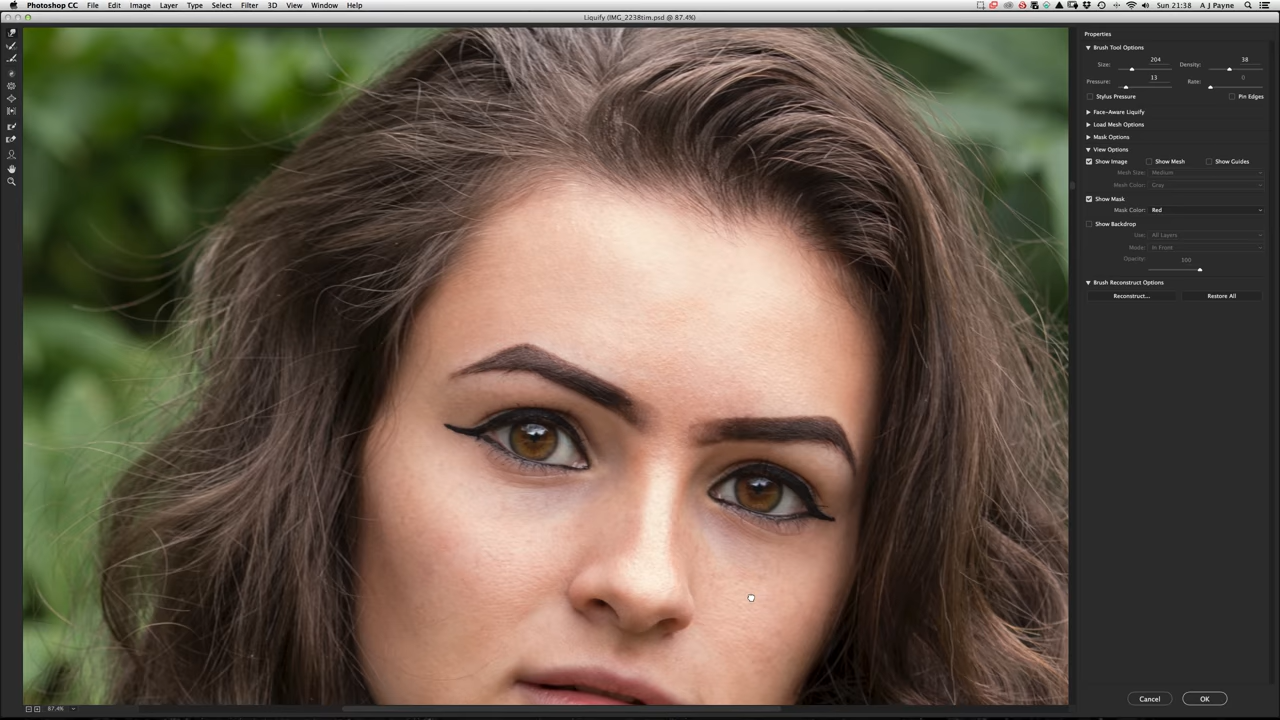 Photoshop CC File Edit Image Layer Type Select Filter 3D View Window Help Sun 21:38 A J Payne
Liquify (IMG_2238tim.psd @ 87.4%)
Properties
Brush Tool Options
Size: 204 Density: 38
Pressure: 13 Rate: 0
Stylus Pressure Pin Edges
Face-Aware Liquify
Load Mesh Options
Mask Options
View Options
Show Image Show Mesh Show Guides
Mesh Size: Medium
Mesh Color: Gray
Show Mask
Mask Color: Red
Show Backdrop
Use: All Layers
Mode: In Front
Opacity: 100
Brush Reconstruct Options
Reconstruct... Restore All
Cancel OK
87.4%